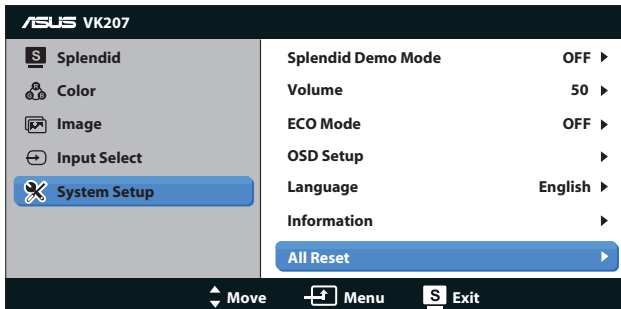 ASUS VK207
S Splendid
Color
Image
Input Select
System Setup
Splendid Demo Mode OFF
Volume 50
ECO Mode OFF
OSD Setup
Language English
Information
All Reset
Move Menu S Exit